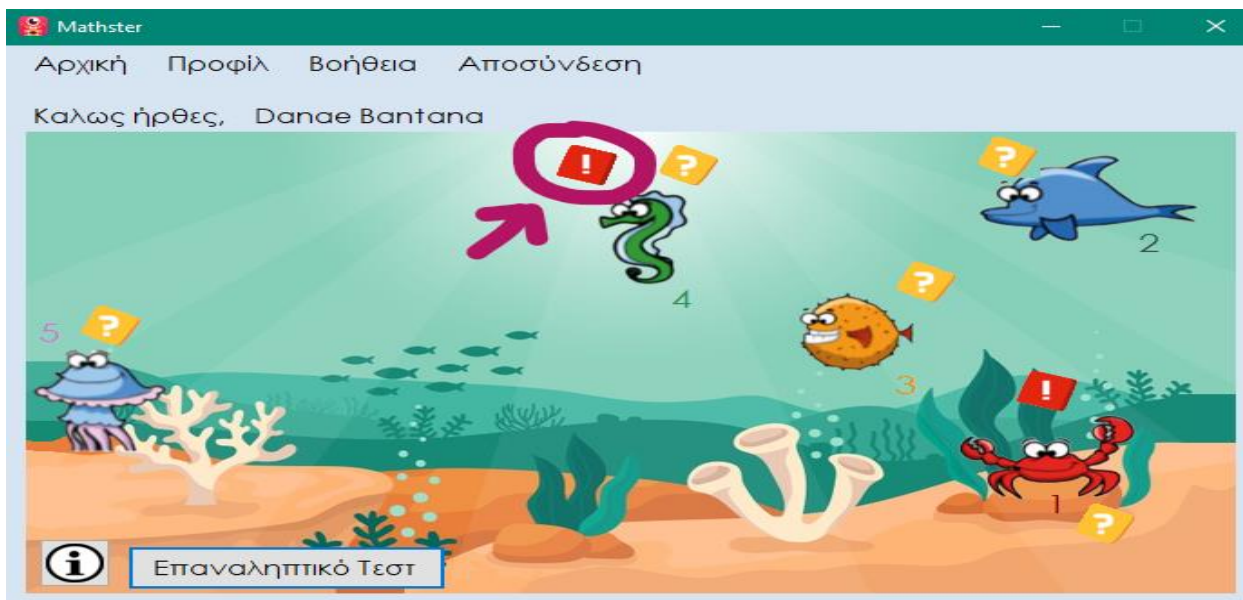 Mathster
Αρχική Προφίλ Βοήθεια Αποσύνδεση
Καλως ήρθες, Danae Bantana
! ?
?
2
4
?
5 ?
3
!
1
?
Επαναληπτικό Τεστ